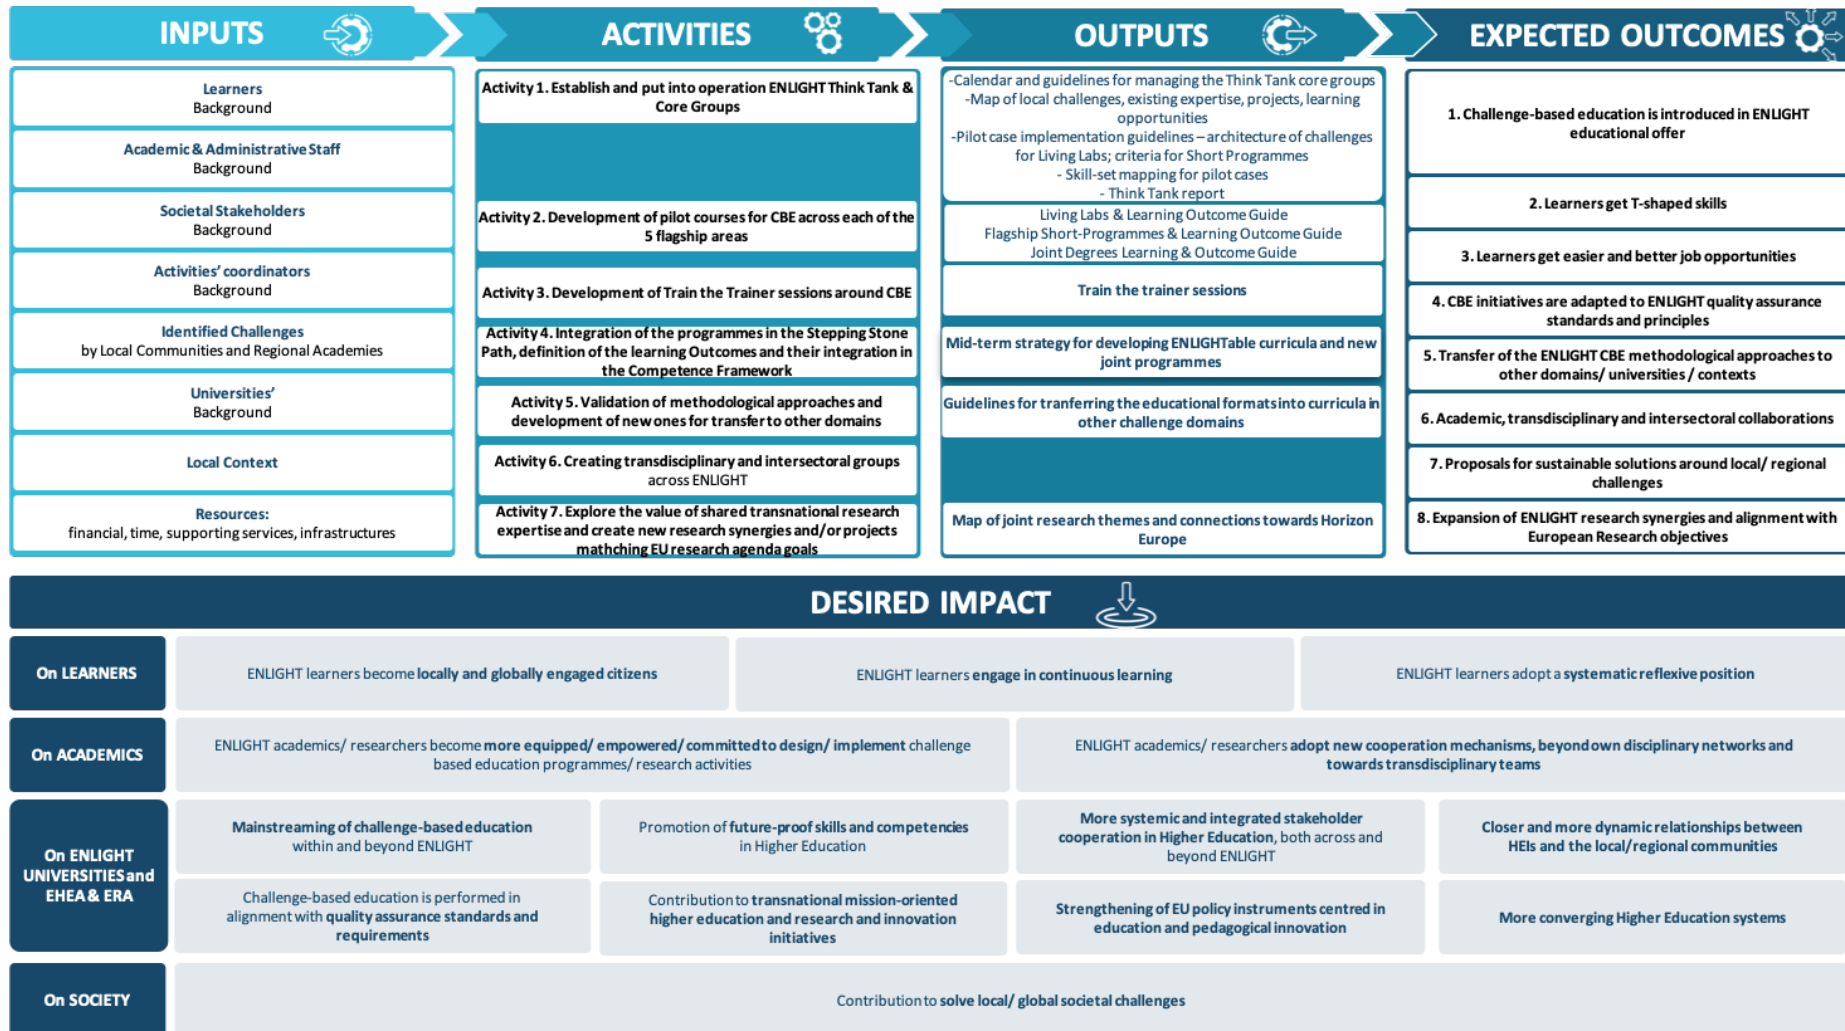 INPUTS
ACTIVITIES
OUTPUTS
EXPECTED OUTCOMES
Learners
Background
Academic & Administrative Staff
Background
Societal Stakeholders
Background
Activities' coordinators
Background
Identified Challenges
by Local Communities and Regional Academies
Universities'
Background
Local Context
Resources:
financial, time, supporting services, infrastructures
Activity 1. Establish and put into operation ENLIGHT Think Tank &
Core Groups
Activity 2. Development of pilot courses for CBE across each of the
5 flagship areas
Activity 3. Development of Train the Trainer sessions around CBE
Activity 4. Integration of the programmes in the Stepping Stone
Path, definition of the learning Outcomes and their integration in
the Competence Framework
Activity 5. Validation of methodological approaches and
development of new ones for transfer to other domains
Activity 6. Creating transdisciplinary and intersectoral groups
across ENLIGHT
Activity 7. Explore the value of shared transnational research
expertise and create new research synergies and/or projects
mathching EU research agenda goals
-Calendar and guidelines for managing the Think Tank core groups
-Map of local challenges, existing expertise, projects, learning
opportunities
-Pilot case implementation guidelines – architecture of challenges
for Living Labs; criteria for Short Programmes
- Skill-set mapping for pilot cases
- Think Tank report
Living Labs & Learning Outcome Guide
Flagship Short-Programmes & Learning Outcome Guide
Joint Degrees Learning & Outcome Guide
Train the trainer sessions
Mid-term strategy for developing ENLIGHTable curricula and new
joint programmes
Guidelines for tranferring the educational formats into curricula in
other challenge domains
Map of joint research themes and connections towards Horizon
Europe
1. Challenge-based education is introduced in ENLIGHT
educational offer
2. Learners get T-shaped skills
3. Learners get easier and better job opportunities
4. CBE initiatives are adapted to ENLIGHT quality assurance
standards and principles
5. Transfer of the ENLIGHT CBE methodological approaches to
other domains/ universities / contexts
6. Academic, transdisciplinary and intersectoral collaborations
7. Proposals for sustainable solutions around local/ regional
challenges
8. Expansion of ENLIGHT research synergies and alignment with
European Research objectives
DESIRED IMPACT
On LEARNERS
ENLIGHT learners become locally and globally engaged citizens
ENLIGHT learners engage in continuous learning
ENLIGHT learners adopt a systematic reflexive position
On ACADEMICS
ENLIGHT academics/ researchers become more equipped/ empowered/ committed to design/ implement challenge
based education programmes/ research activities
ENLIGHT academics/ researchers adopt new cooperation mechanisms, beyond own disciplinary networks and
towards transdisciplinary teams
On ENLIGHT
UNIVERSITIES and
EHEA & ERA
Mainstreaming of challenge-based education
within and beyond ENLIGHT
Promotion of future-proof skills and competencies
in Higher Education
More systemic and integrated stakeholder
cooperation in Higher Education, both across and
beyond ENLIGHT
Closer and more dynamic relationships between
HEIs and the local/regional communities
Challenge-based education is performed in
alignment with quality assurance standards and
requirements
Contribution to transnational mission-oriented
higher education and research and innovation
initiatives
Strengthening of EU policy instruments centred in
education and pedagogical innovation
More converging Higher Education systems
On SOCIETY
Contribution to solve local/ global societal challenges